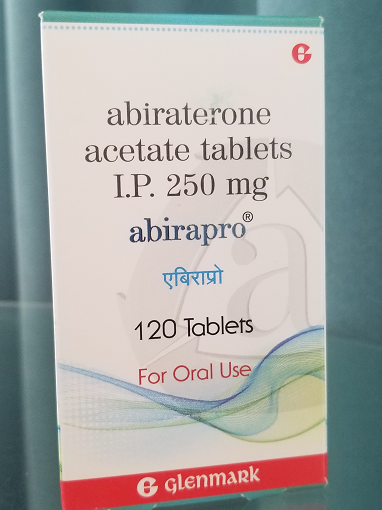 abiraterone
acetate tablets
I.P. 250 mg
abirapro®
एबिराप्रो
120 Tablets
For Oral Use
GLENMARK